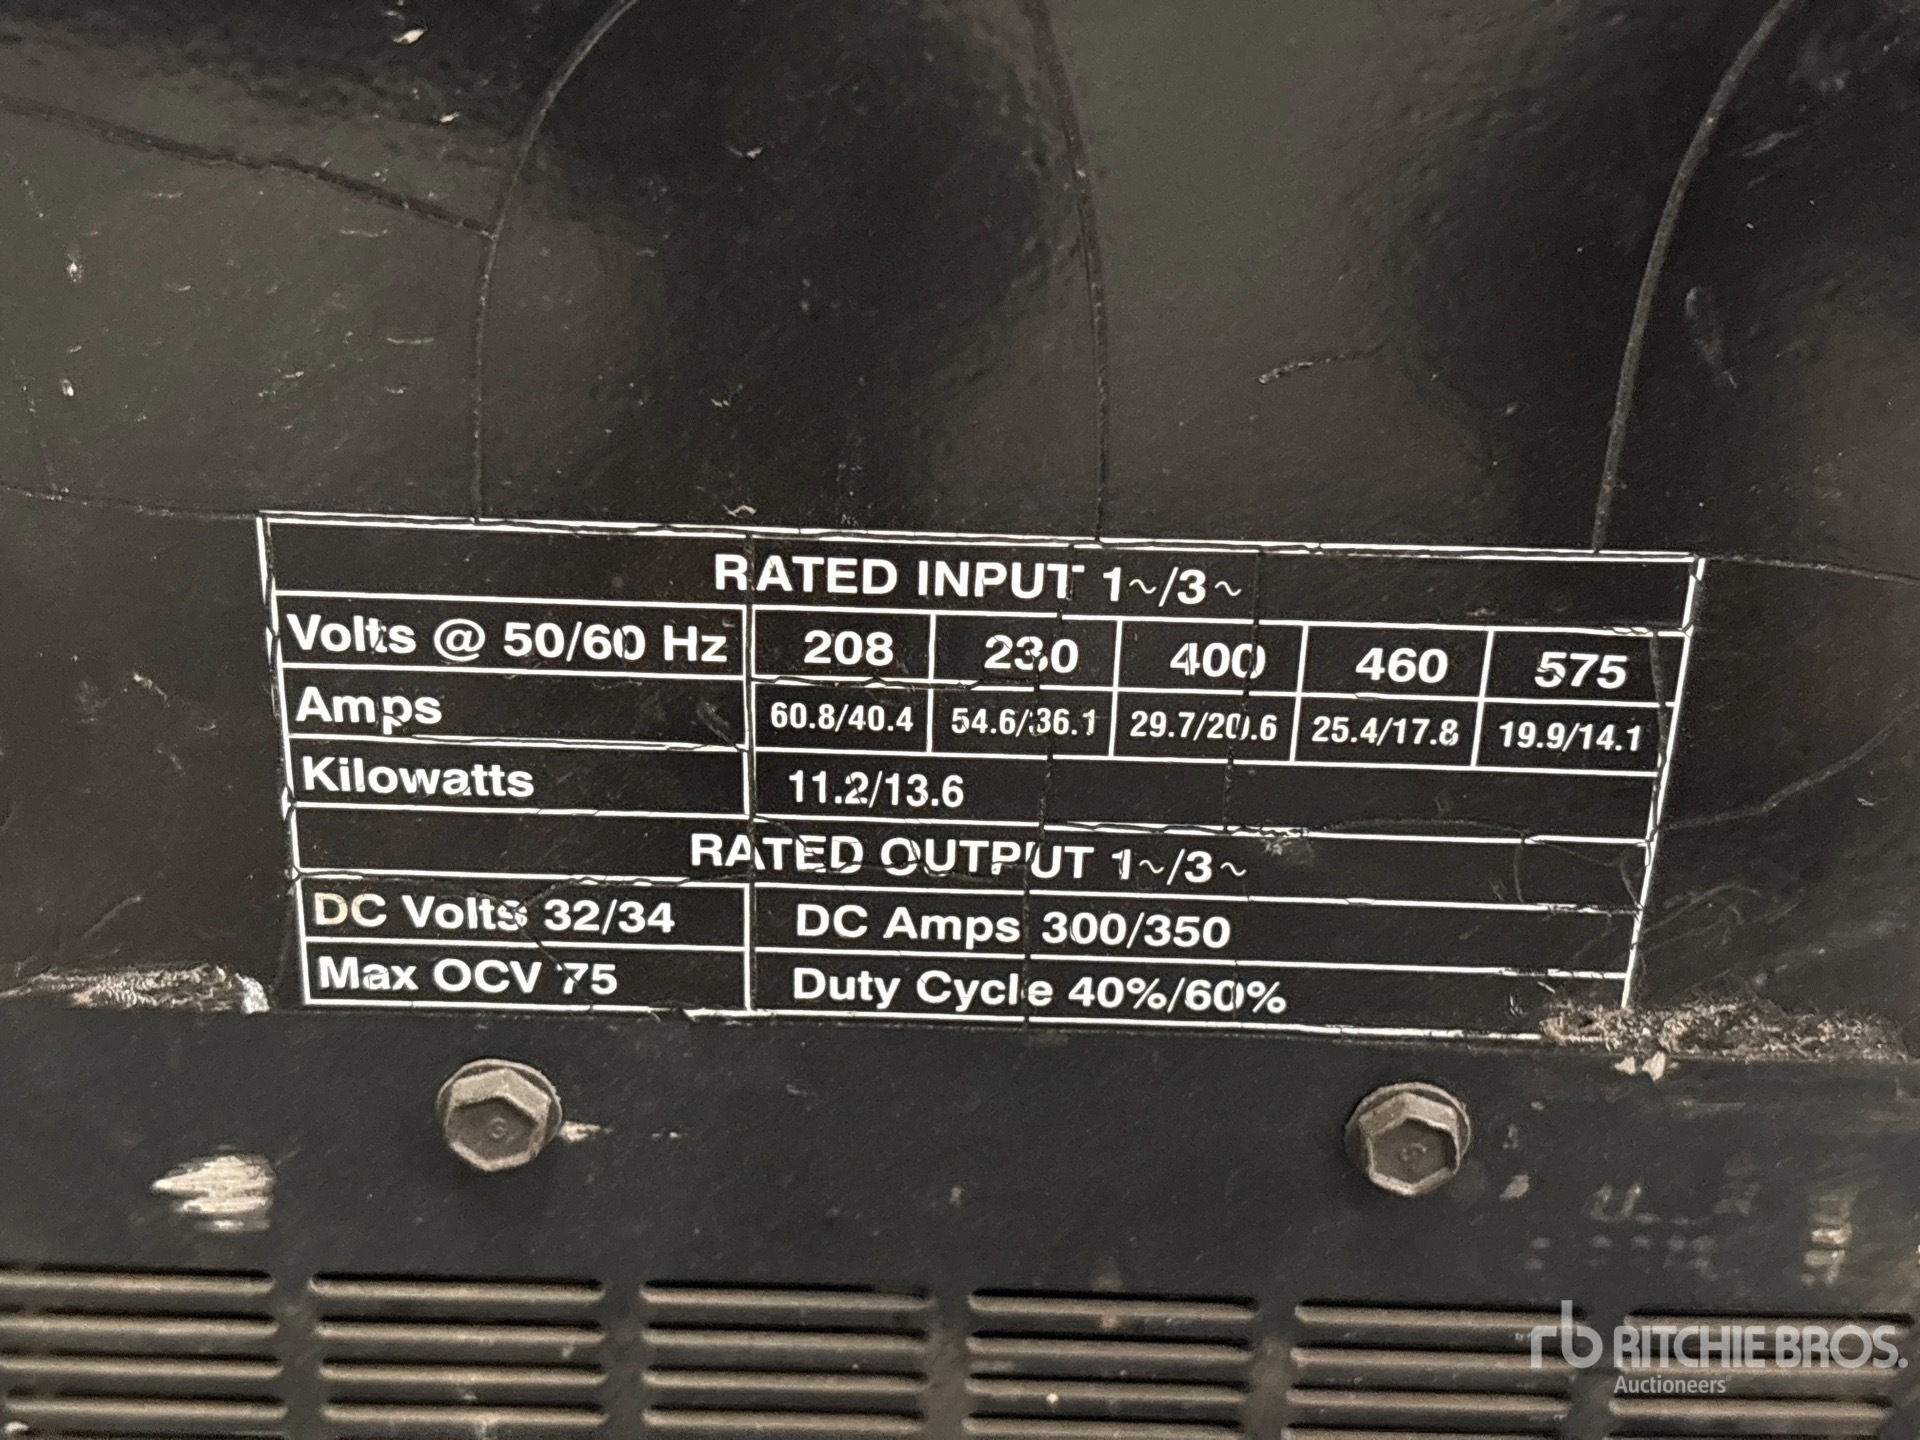 RATED INPUT 1~/3~
Volts @ 50/60 Hz 208 230 400 460 575
Amps 60.8/40.4 54.6/36.1 29.7/20.6 25.4/17.8 19.9/14.1
Kilowatts 11.2/13.6
RATED OUTPUT 1~/3~
DC Volts 32/34 DC Amps 300/350
Max OCV 75 Duty Cycle 40%/60%
rb RITCHIE BROS.
Auctioneers